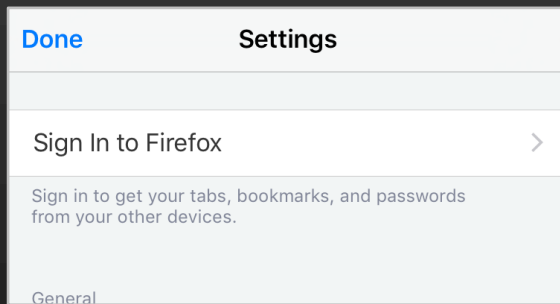 Done Settings
Sign In to Firefox
Sign in to get your tabs, bookmarks, and passwords
from your other devices.
General